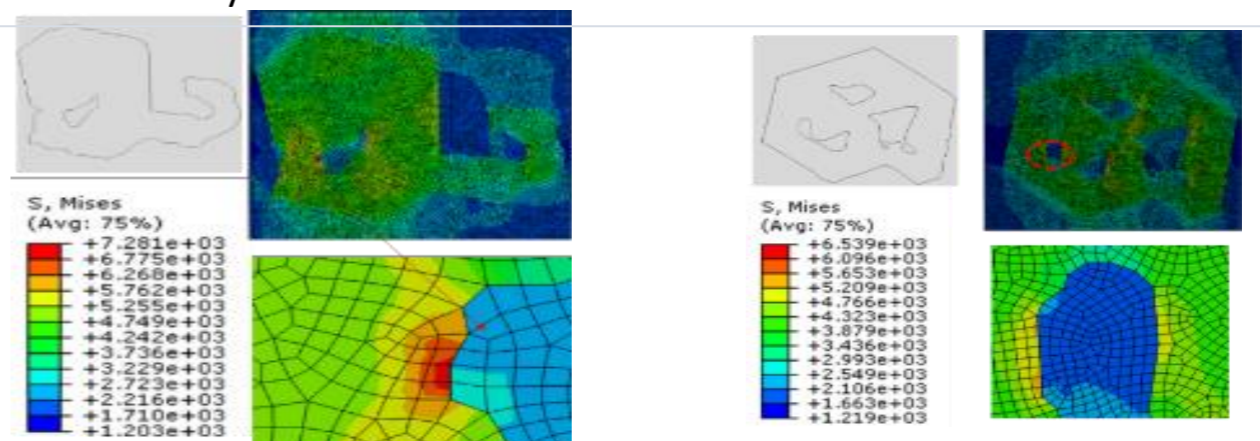 S, Mises
(Avg: 75%)
+7.281e+03
+6.775e+03
+6.268e+03
+5.762e+03
+5.255e+03
+4.749e+03
+4.242e+03
+3.736e+03
+3.229e+03
+2.723e+03
+2.216e+03
+1.710e+03
+1.203e+03
S, Mises
(Avg: 75%)
+6.539e+03
+6.096e+03
+5.653e+03
+5.209e+03
+4.766e+03
+4.323e+03
+3.879e+03
+3.436e+03
+2.993e+03
+2.549e+03
+2.106e+03
+1.663e+03
+1.219e+03